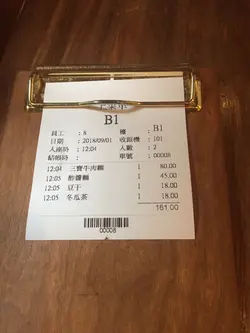 B1
員工 : 8 檯 : B1
日期 : 2018/09/01 收銀機 : 101
入座時 : 12:04 人數 : 2
結帳時 : 單號 : 00008
12:04 三寶牛肉麵 1 80.00
12:05 酢醬麵 1 45.00
12:05 豆干 1 18.00
12:05 冬瓜茶 1 18.00
161.00
00008